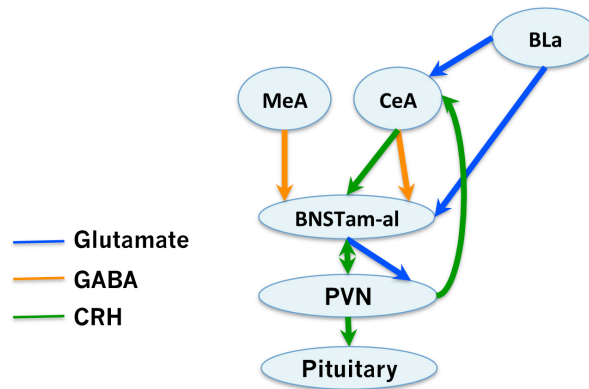 BLa
MeA
CeA
BNSTam-al
Glutamate
GABA
PVN
CRH
Pituitary